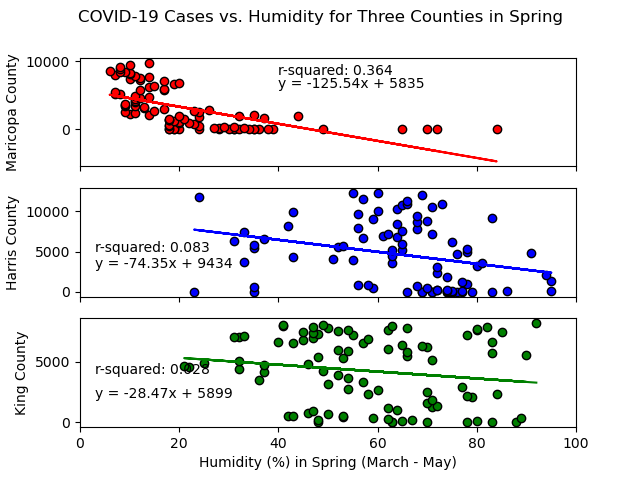 COVID-19 Cases vs. Humidity for Three Counties in Spring
10000
0
Maricopa County
r-squared: 0.364
y = -125.54x + 5835
10000
5000
0
Harris County
r-squared: 0.083
y = -74.35x + 9434
5000
0
King County
r-squared: 0.028
y = -28.47x + 5899
0 20 40 60 80 100
Humidity (%) in Spring (March - May)